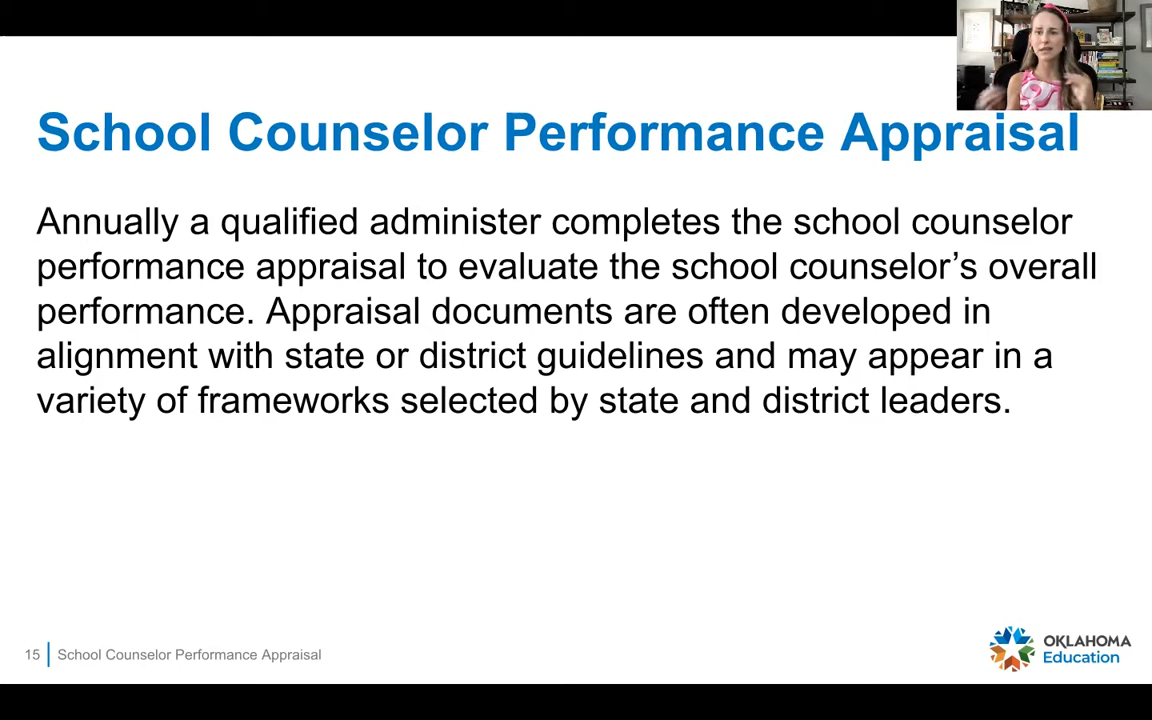 School Counselor Performance Appraisal
Annually a qualified administer completes the school counselor
performance appraisal to evaluate the school counselor’s overall
performance. Appraisal documents are often developed in
alignment with state or district guidelines and may appear in a
variety of frameworks selected by state and district leaders.
15 School Counselor Performance Appraisal
OKLAHOMA
Education